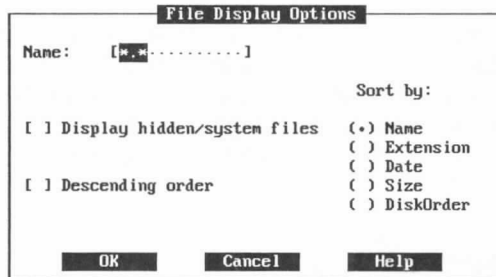 File Display Options
Name: [*.*··········]
Sort by:
[ ] Display hidden/system files (•) Name
( ) Extension
( ) Date
[ ] Descending order ( ) Size
( ) DiskOrder
OK Cancel Help